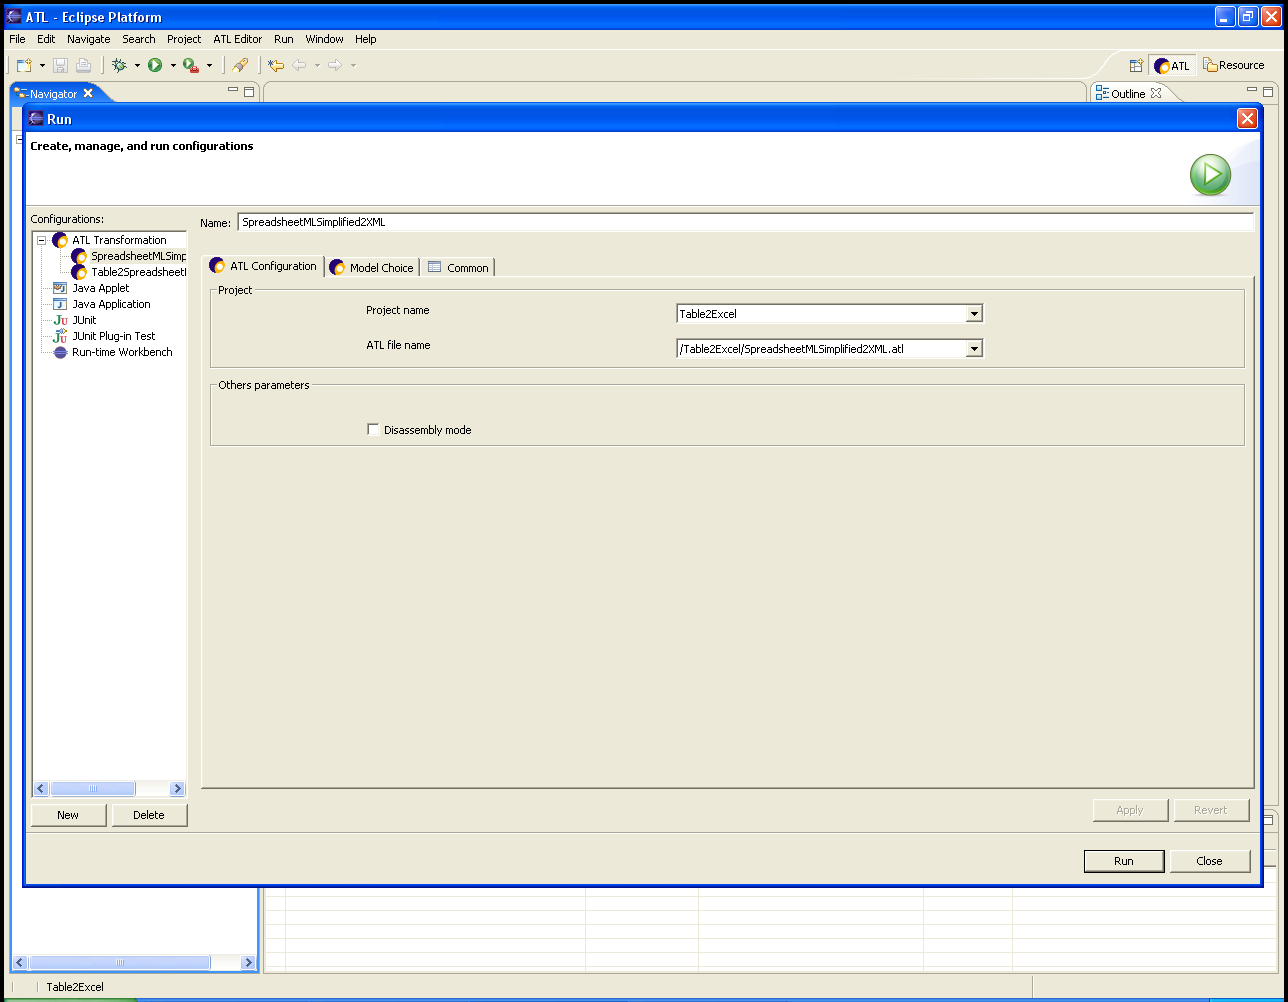 ATL - Eclipse Platform
File Edit Navigate Search Project ATL Editor Run Window Help
ATL Resource
Navigator Outline
Run
Create, manage, and run configurations
Configurations:
Name: SpreadsheetMLSimplified2XML
ATL Transformation
SpreadsheetMLSimp
Table2Spreadsheetl
Java Applet
Java Application
JUnit
JUnit Plug-in Test
Run-time Workbench
ATL Configuration Model Choice Common
Project
Project name Table2Excel
ATL file name /Table2Excel/SpreadsheetMLSimplified2XML.atl
Others parameters
Disassembly mode
New Delete
Apply Revert
Run Close
Table2Excel